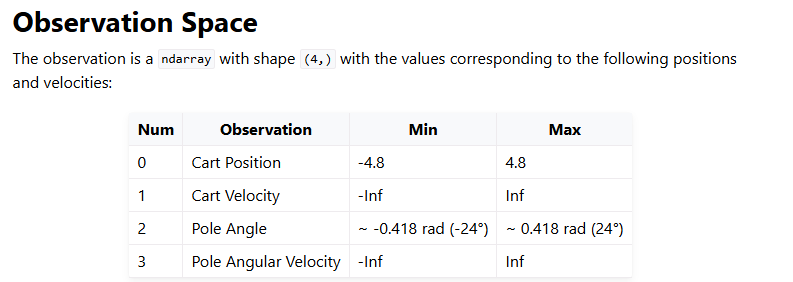 Observation Space
The observation is a ndarray with shape (4,) with the values corresponding to the following positions
and velocities:
Num Observation Min Max
0 Cart Position -4.8 4.8
1 Cart Velocity -Inf Inf
2 Pole Angle ~ -0.418 rad (-24°) ~ 0.418 rad (24°)
3 Pole Angular Velocity -Inf Inf